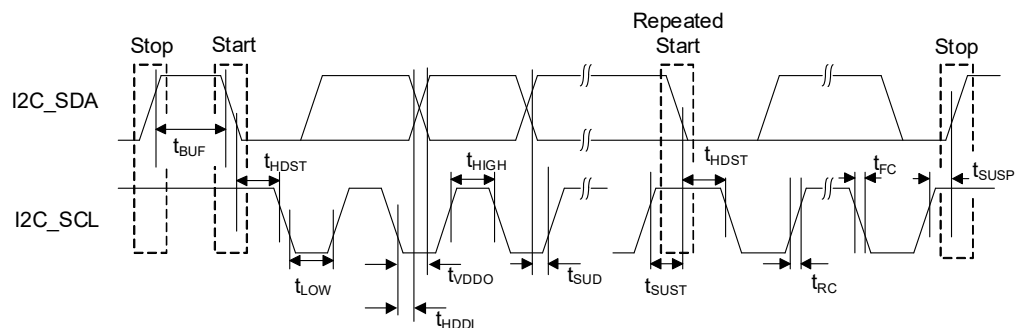 Repeated
Stop Start Start Stop
I2C_SDA
tBUF
tHDST tHIGH tHDST tFC tSUSP
I2C_SCL
tLOW tVDDO tSUD tSUST tRC
tHDDI